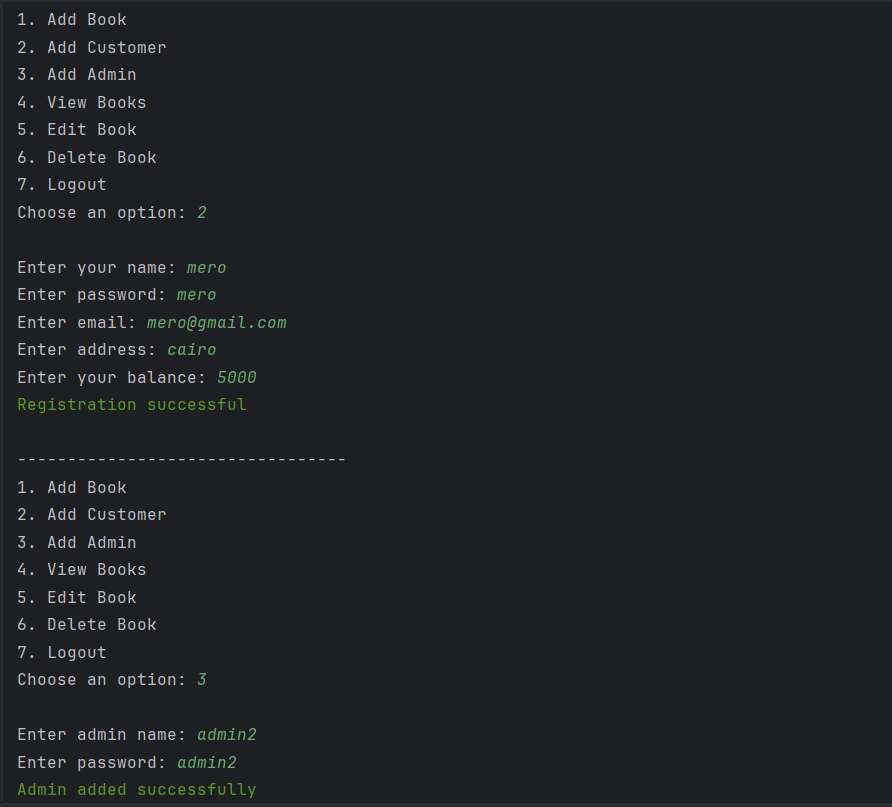 1. Add Book
2. Add Customer
3. Add Admin
4. View Books
5. Edit Book
6. Delete Book
7. Logout
Choose an option: 2
Enter your name: mero
Enter password: mero
Enter email: mero@gmail.com
Enter address: cairo
Enter your balance: 5000
Registration successful
---------------------------------
1. Add Book
2. Add Customer
3. Add Admin
4. View Books
5. Edit Book
6. Delete Book
7. Logout
Choose an option: 3
Enter admin name: admin2
Enter password: admin2
Admin added successfully